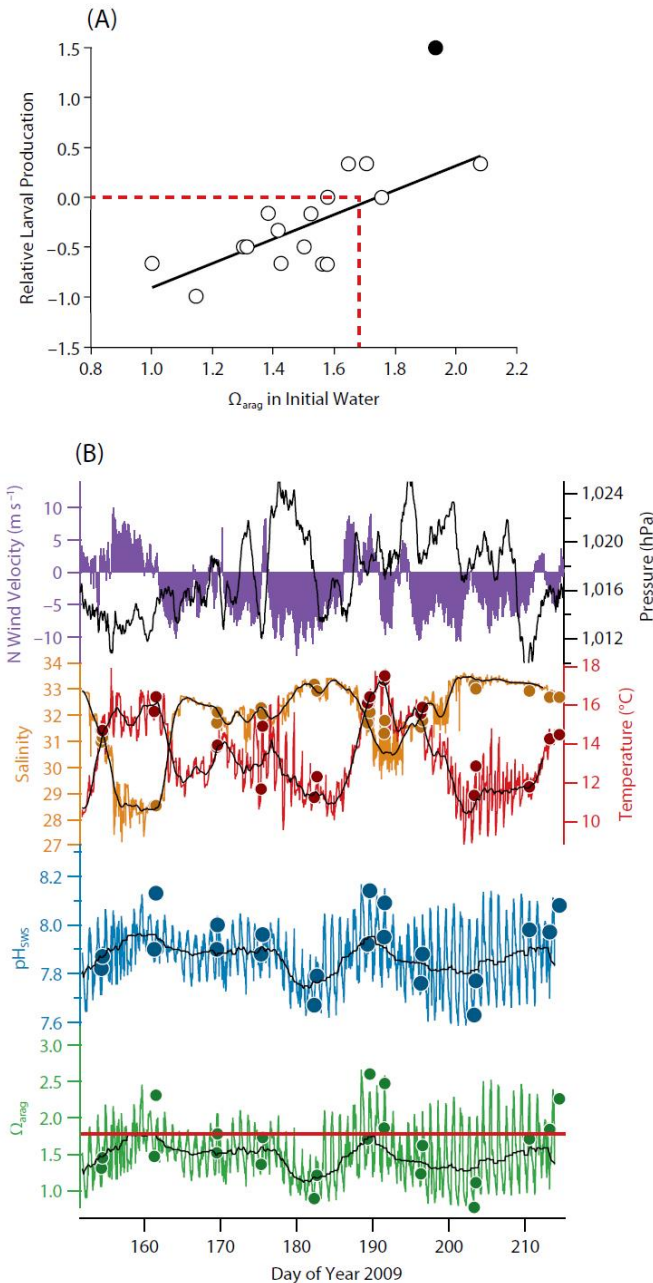 (A)
1.5
1.0
0.5
0.0
−0.5
−1.0
−1.5
Relative Larval Producation
0.8 1.0 1.2 1.4 1.6 1.8 2.0 2.2
Ωarag in Initial Water
(B)
N Wind Velocity (m s⁻¹)
10
5
0
−5
−10
1,024
1,020
1,016
1,012
Pressure (hPa)
Salinity
34
33
32
31
30
29
28
27
18
16
14
12
10
Temperature (°C)
pHSWS
8.2
8.0
7.8
7.6
Ωarag
3.0
2.5
2.0
1.5
1.0
160 170 180 190 200 210
Day of Year 2009